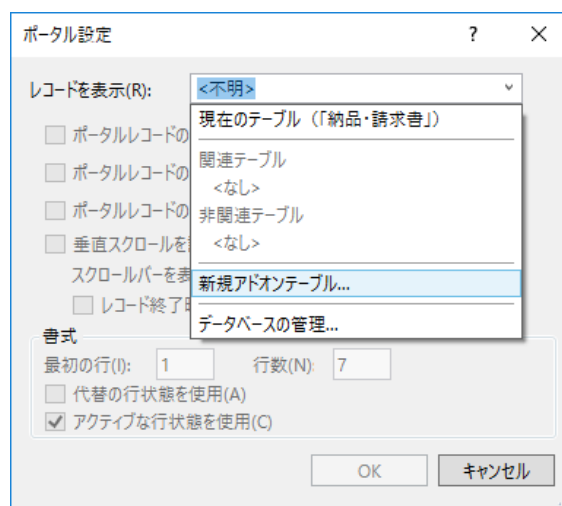 ポータル設定 ? ×
レコードを表示(R): <不明>
現在のテーブル（「納品・請求書」）
ポータルレコードの
関連テーブル
ポータルレコードの
<なし>
ポータルレコードの 非関連テーブル
垂直スクロールを <なし>
スクロールバーを表 新規アドオンテーブル...
レコード終了
データベースの管理...
書式
最初の行(I): 1 行数(N): 7
代替の行状態を使用(A)
アクティブな行状態を使用(C)
OK キャンセル